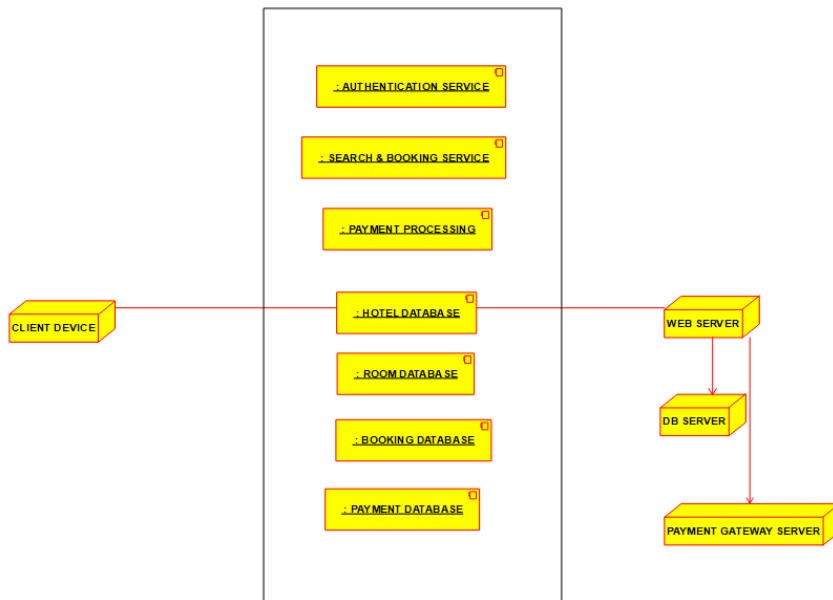 : AUTHENTICATION SERVICE
: SEARCH & BOOKING SERVICE
: PAYMENT PROCESSING
: HOTEL DATABASE
CLIENT DEVICE
WEB SERVER
: ROOM DATABASE
DB SERVER
: BOOKING DATABASE
: PAYMENT DATABASE
PAYMENT GATEWAY SERVER